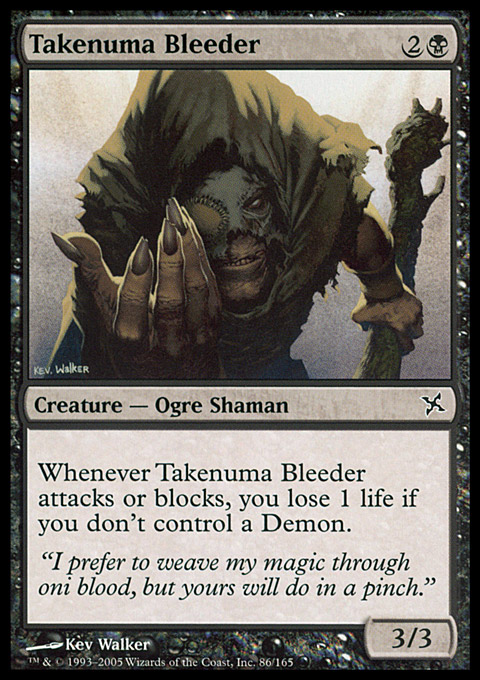 Takenuma Bleeder 2
KEV. WALKER
Creature — Ogre Shaman
Whenever Takenuma Bleeder
attacks or blocks, you lose 1 life if
you don't control a Demon.
"I prefer to weave my magic through
oni blood, but yours will do in a pinch."
Kev Walker
3/3
™ & © 1993–2005 Wizards of the Coast, Inc. 86/165